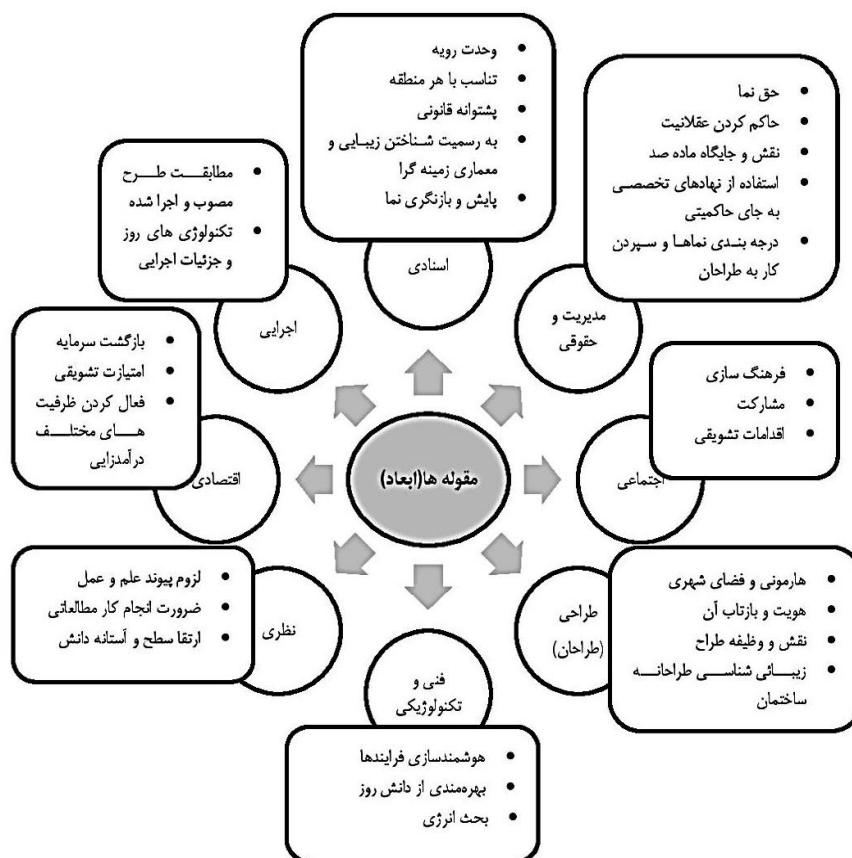 وحدت رویه
تناسب با هر منطقه
پشتوانه قانونی
به رسمیت شناختن زیبایی و
معماری زمینه گرا
پایش و بازنگری نما
اسنادی
حق نما
حاکم کردن عقلانیت
نقش و جایگاه ماده صد
استفاده از نهادهای تخصصی
به جای حاکمیتی
درجه بندی نماها و سپردن
کار به طراحان
مدیریت و
حقوقی
فرهنگ سازی
مشارکت
اقدامات تشویقی
اجتماعی
هارمونی و فضای شهری
هویت و بازتاب آن
نقش و وظیفه طراح
زیبائی شناسی طراحانه
ساختمان
طراحی
(طراحان)
فنی و
تکنولوژیکی
هوشمندسازی فرایندها
بهره‌مندی از دانش روز
بحث انرژی
نظری
لزوم پیوند علم و عمل
ضرورت انجام کار مطالعاتی
ارتقا سطح و آستانه دانش
اقتصادی
بازگشت سرمایه
امتیازت تشویقی
فعال کردن ظرفیت
های مختلف
درآمدزایی
اجرایی
مطابقت طرح
مصوب و اجرا شده
تکنولوژی های روز
و جزئیات اجرایی
مقوله ها(ابعاد)